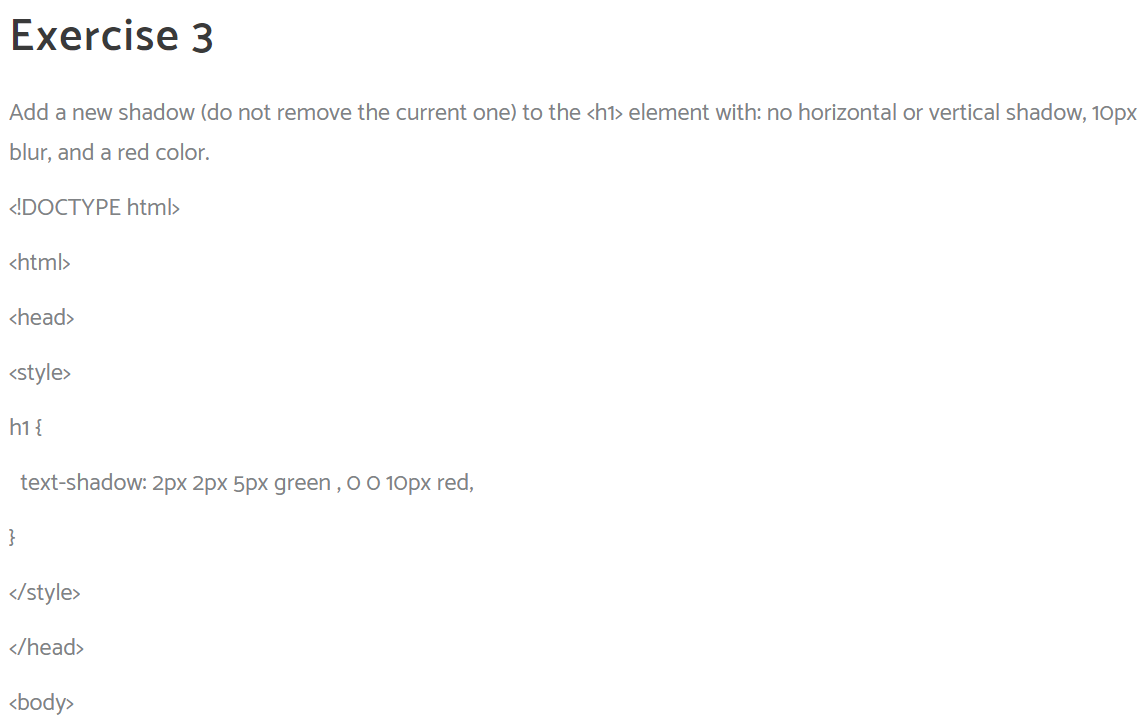 Exercise 3
Add a new shadow (do not remove the current one) to the <h1> element with: no horizontal or vertical shadow, 10px
blur, and a red color.
<!DOCTYPE html>
<html>
<head>
<style>
h1 {
text-shadow: 2px 2px 5px green , 0 0 10px red,
}
</style>
</head>
<body>